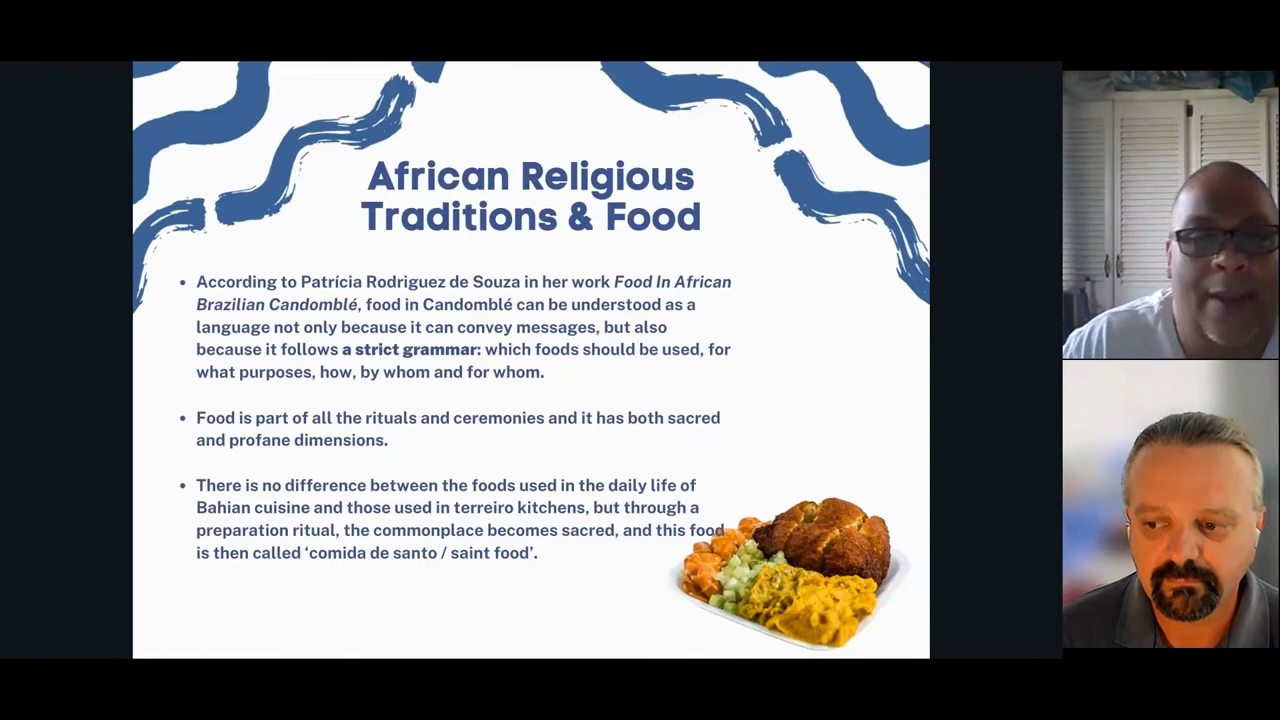 African Religious
Traditions & Food
• According to Patrícia Rodriguez de Souza in her work Food In African
Brazilian Candomblé, food in Candomblé can be understood as a
language not only because it can convey messages, but also
because it follows a strict grammar: which foods should be used, for
what purposes, how, by whom and for whom.
• Food is part of all the rituals and ceremonies and it has both sacred
and profane dimensions.
• There is no difference between the foods used in the daily life of
Bahian cuisine and those used in terreiro kitchens, but through a
preparation ritual, the commonplace becomes sacred, and this food
is then called ‘comida de santo / saint food’.